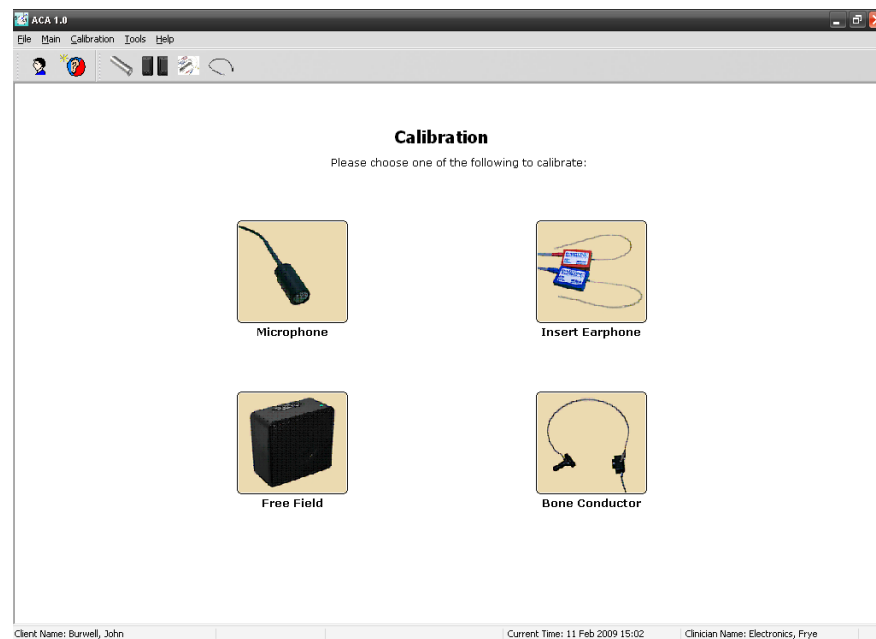 ACA 1.0
File Main Calibration Tools Help
Calibration
Please choose one of the following to calibrate:
Microphone
Insert Earphone
Free Field
Bone Conductor
Client Name: Burwell, John
Current Time: 11 Feb 2009 15:02
Clinician Name: Electronics, Frye